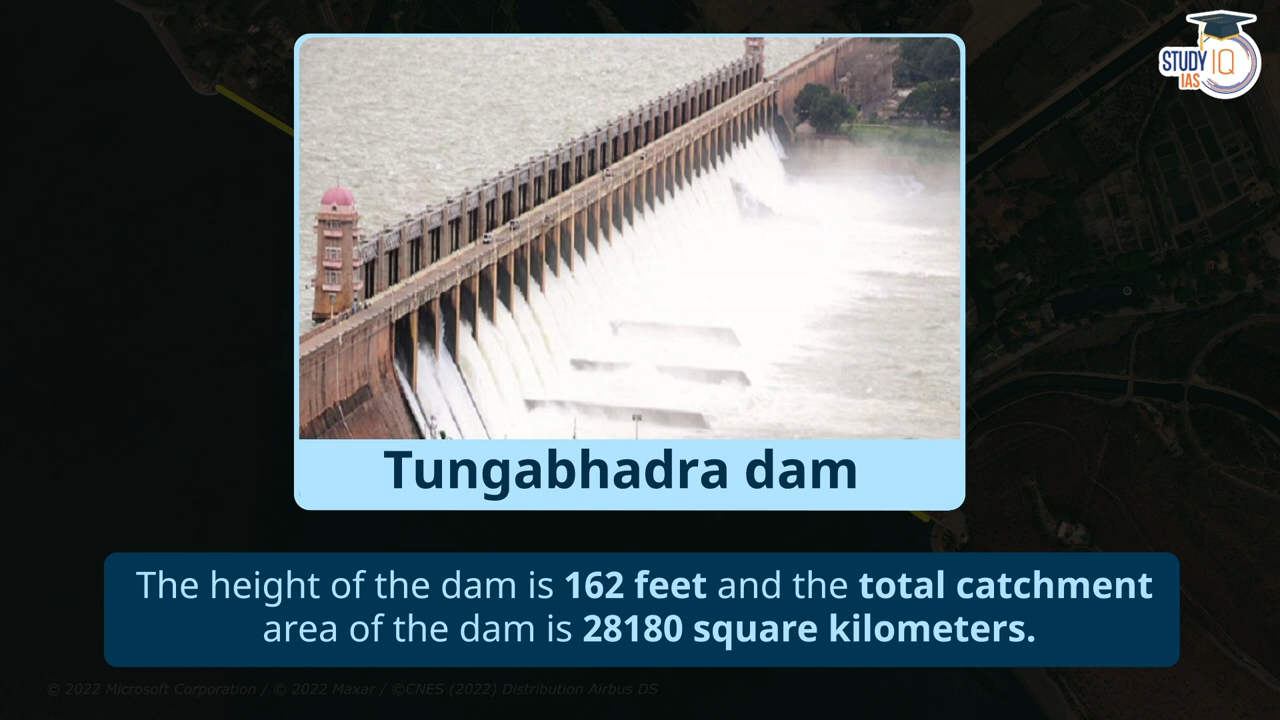 STUDY IQ
IAS
Tungabhadra dam
The height of the dam is 162 feet and the total catchment
area of the dam is 28180 square kilometers.
© 2022 Microsoft Corporation / © 2022 Maxar / ©CNES (2022) Distribution Airbus DS